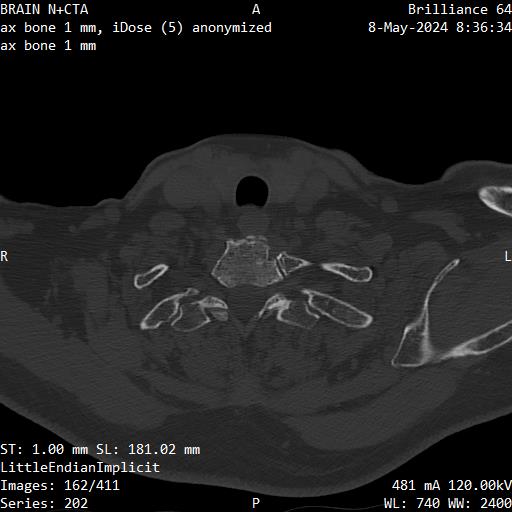 BRAIN N+CTA A Brilliance 64
ax bone 1 mm, iDose (5) anonymized 8-May-2024 8:36:34
ax bone 1 mm
R L
ST: 1.00 mm SL: 181.02 mm
LittleEndianImplicit
Images: 162/411 481 mA 120.00kV
Series: 202 P WL: 740 WW: 2400